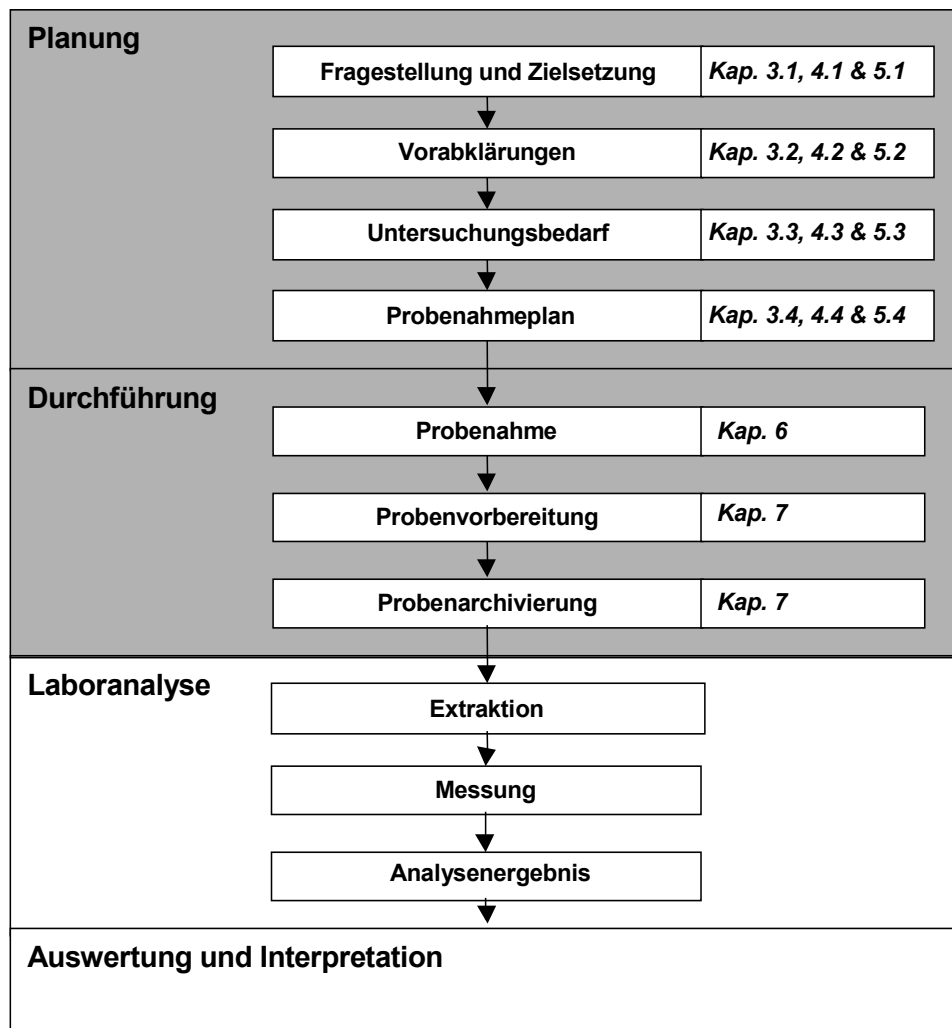 Planung
Fragestellung und Zielsetzung Kap. 3.1, 4.1 & 5.1
Vorabklärungen Kap. 3.2, 4.2 & 5.2
Untersuchungsbedarf Kap. 3.3, 4.3 & 5.3
Probenahmeplan Kap. 3.4, 4.4 & 5.4
Durchführung
Probenahme Kap. 6
Probenvorbereitung Kap. 7
Probenarchivierung Kap. 7
Laboranalyse
Extraktion
Messung
Analysenergebnis
Auswertung und Interpretation